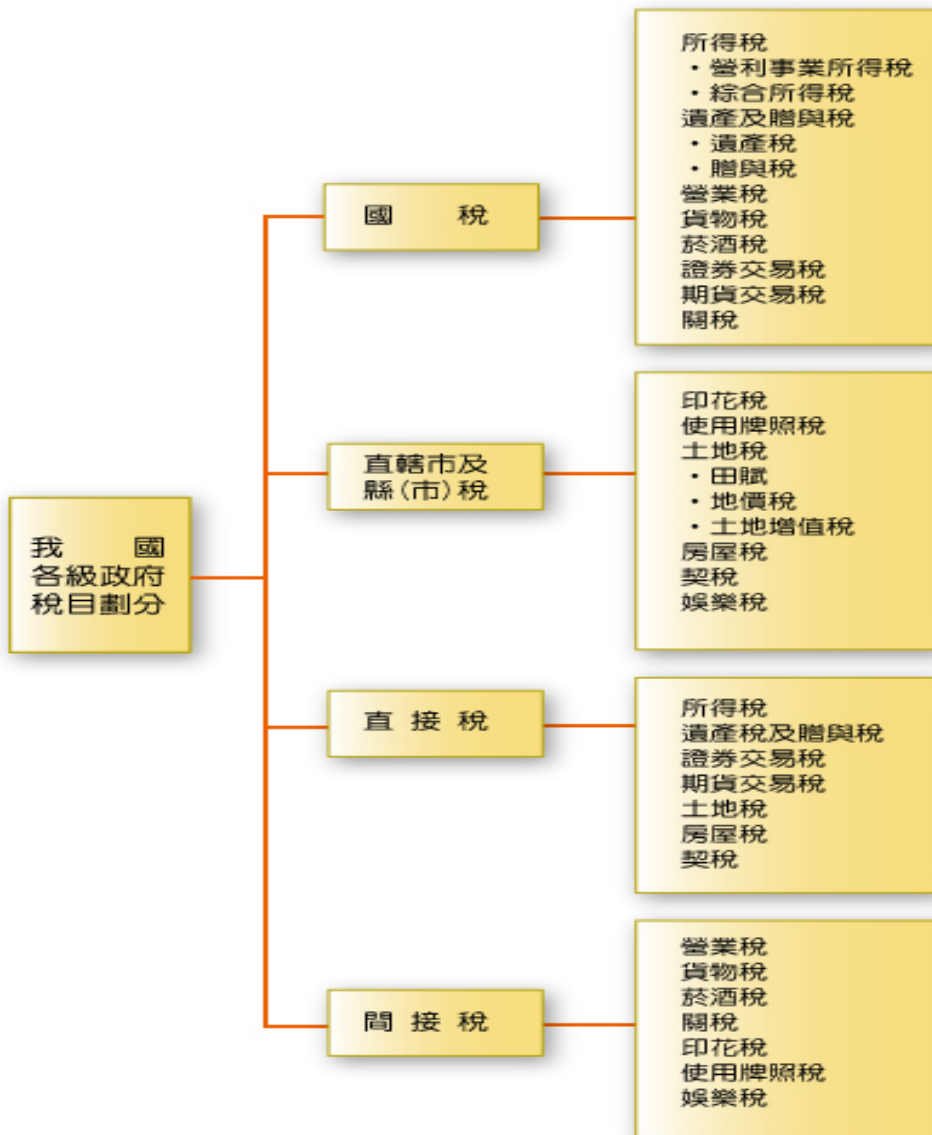 我 國
各級政府
稅目劃分
國 稅
所得稅
・營利事業所得稅
・綜合所得稅
遺產及贈與稅
・遺產稅
・贈與稅
營業稅
貨物稅
菸酒稅
證券交易稅
期貨交易稅
關稅
直轄市及
縣(市)稅
印花稅
使用牌照稅
土地稅
・田賦
・地價稅
・土地增值稅
房屋稅
契稅
娛樂稅
直 接 稅
所得稅
遺產稅及贈與稅
證券交易稅
期貨交易稅
土地稅
房屋稅
契稅
間 接 稅
營業稅
貨物稅
菸酒稅
關稅
印花稅
使用牌照稅
娛樂稅